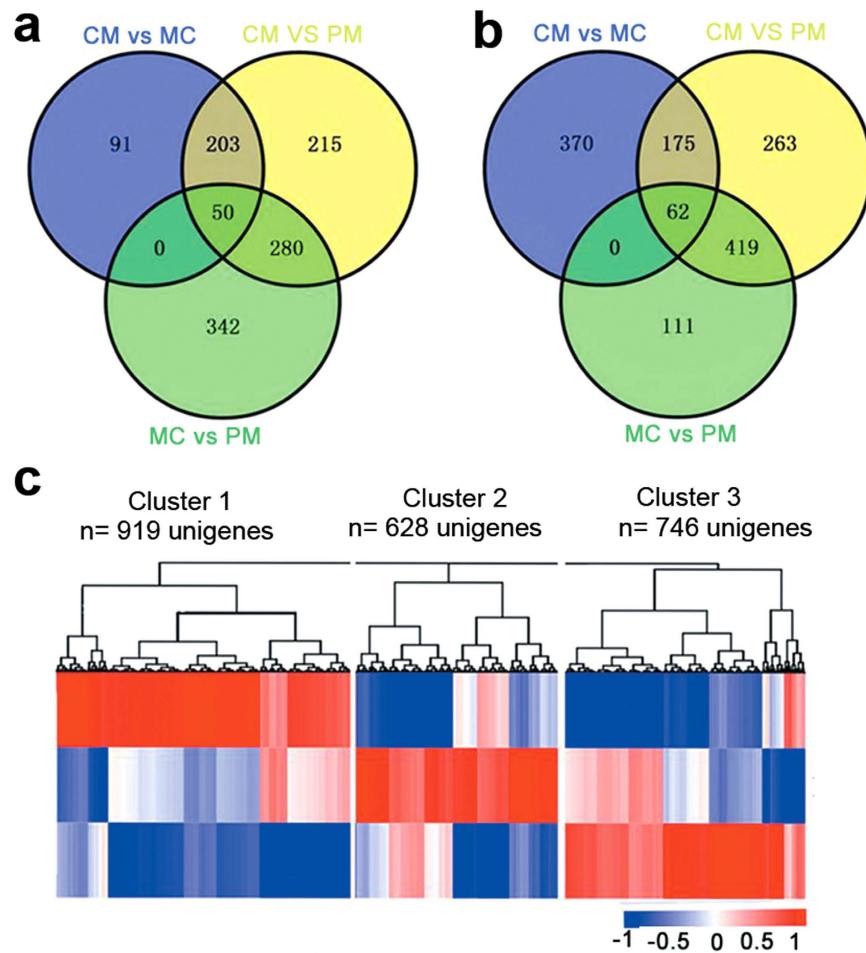 a
CM vs MC
CM VS PM
91
203
215
50
0
280
342
MC vs PM
b
CM vs MC
CM VS PM
370
175
263
62
0
419
111
MC vs PM
c
Cluster 1
n= 919 unigenes
Cluster 2
n= 628 unigenes
Cluster 3
n= 746 unigenes
-1 -0.5 0 0.5 1